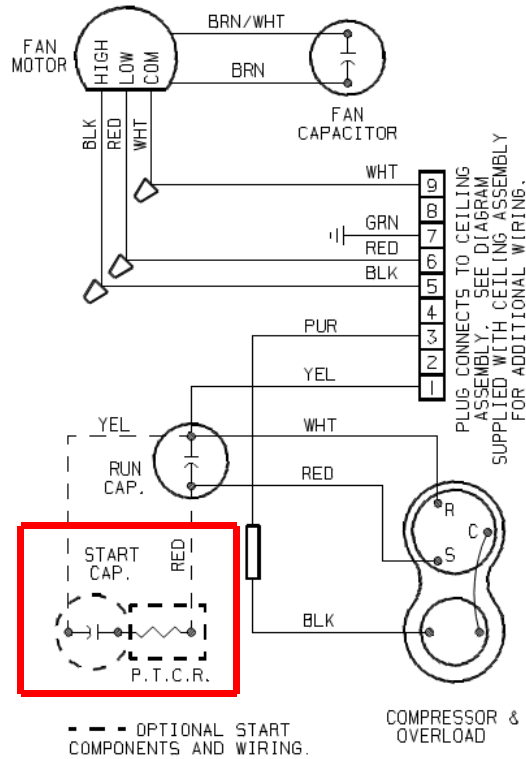 BRN/WHT
FAN
MOTOR
HIGH
LOW
COM
BRN
FAN
CAPACITOR
BLK
RED
WHT
WHT
9
8
GRN
7
RED
6
BLK
5
4
PUR
3
2
YEL
1
PLUG CONNECTS TO CEILING
ASSEMBLY. SEE DIAGRAM
SUPPLIED WITH CEILING ASSEMBLY
FOR ADDITIONAL WIRING.
YEL
WHT
RUN
CAP.
RED
R
C
S
START
CAP.
RED
BLK
P.T.C.R.
OPTIONAL START
COMPONENTS AND WIRING.
COMPRESSOR &
OVERLOAD